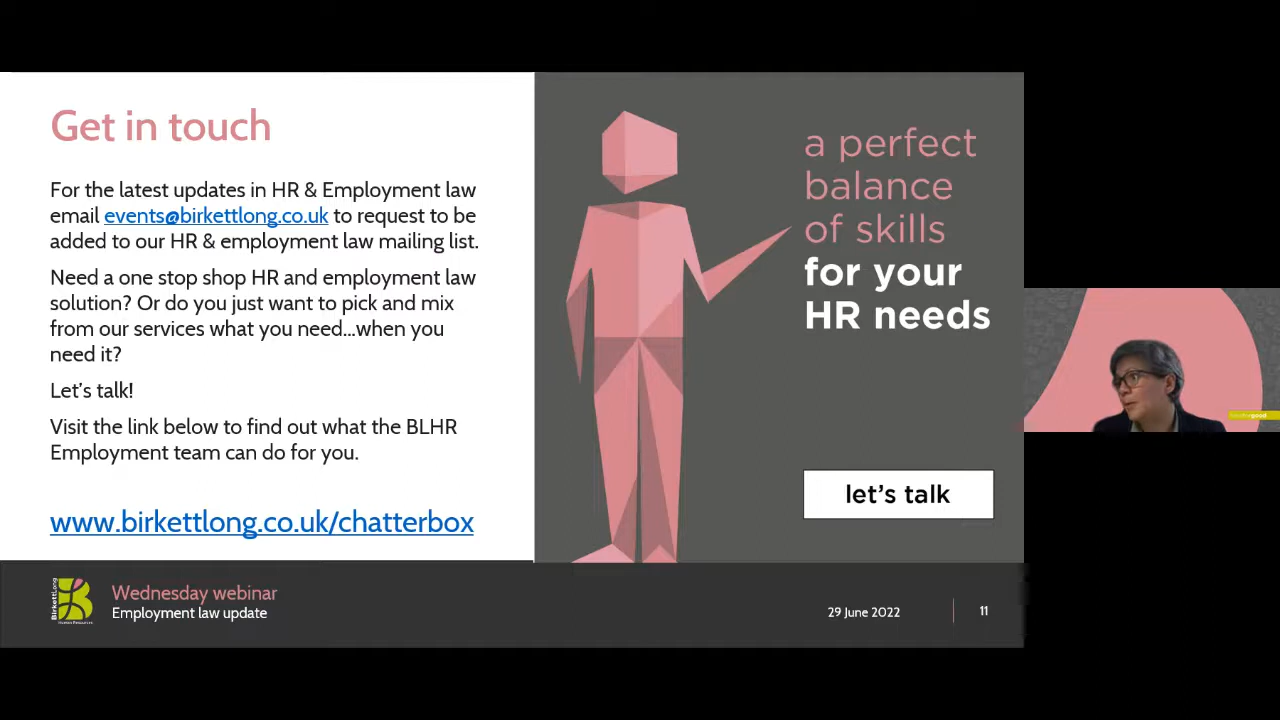 Get in touch
For the latest updates in HR & Employment law
email events@birkettlong.co.uk to request to be
added to our HR & employment law mailing list.
Need a one stop shop HR and employment law
solution? Or do you just want to pick and mix
from our services what you need...when you
need it?
Let's talk!
Visit the link below to find out what the BLHR
Employment team can do for you.
www.birkettlong.co.uk/chatterbox
a perfect
balance
of skills
for your
HR needs
let's talk
BirkettLong
Human Resources
Wednesday webinar
Employment law update
29 June 2022
11